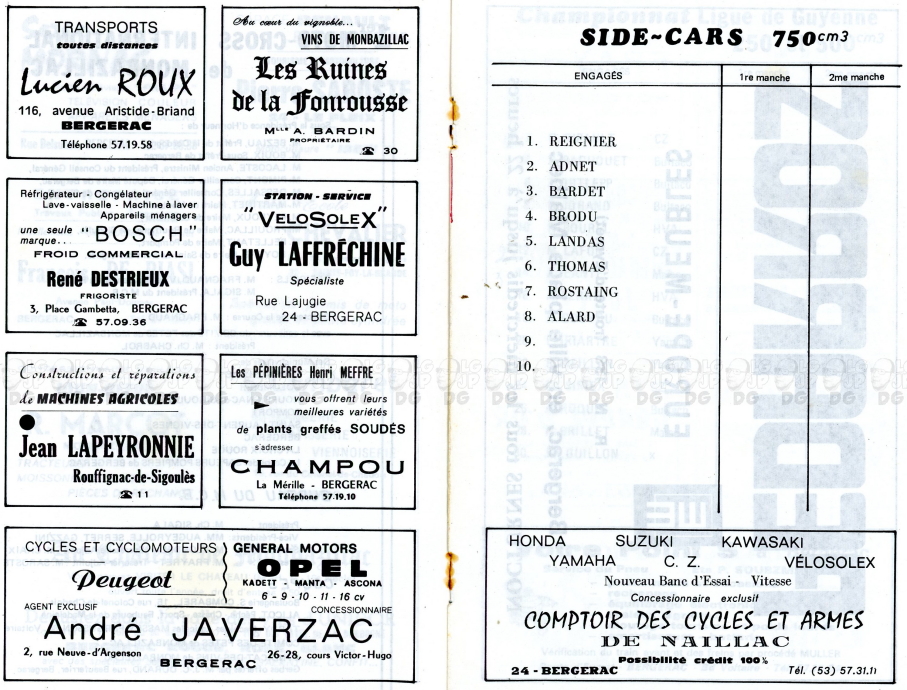 TRANSPORTS
toutes distances
Lucien ROUX
116, avenue Aristide-Briand
BERGERAC
Téléphone 57.19.58
Au cœur du vignoble...
VINS DE MONBAZILLAC
Les Ruines
de la Fonrousse
MLLE A. BARDIN
PROPRIÉTAIRE
☎ 30
Réfrigérateur - Congélateur
Lave-vaisselle - Machine à laver
Appareils ménagers
une seule marque... "BOSCH"
FROID COMMERCIAL
René DESTRIEUX
FRIGORISTE
3, Place Gambetta, BERGERAC
☎ 57.09.36
STATION - SERVICE
"VELOSOLEX"
Guy LAFFRÉCHINE
Spécialiste
Rue Lajugie
24 - BERGERAC
Constructions et réparations
de MACHINES AGRICOLES
Jean LAPEYRONNIE
Rouffignac-de-Sigoulès
☎ 11
Les PÉPINIÈRES Henri MEFFRE
vous offrent leurs
meilleures variétés
de plants greffés SOUDÉS
s'adresser
CHAMPOU
La Mérille - BERGERAC
Téléphone 57.19.10
CYCLES ET CYCLOMOTEURS
Peugeot
AGENT EXCLUSIF
GENERAL MOTORS
OPEL
KADETT - MANTA - ASCONA
6 - 9 - 10 - 11 - 16 cv
CONCESSIONNAIRE
André JAVERZAC
2, rue Neuve-d'Argenson
BERGERAC
26-28, cours Victor-Hugo
SIDE-CARS 750cm3
ENGAGÉS
1re manche
2me manche
1. REIGNIER
2. ADNET
3. BARDET
4. BRODU
5. LANDAS
6. THOMAS
7. ROSTAING
8. ALARD
9.
10.
HONDA SUZUKI - KAWASAKI
YAMAHA C. Z. VÉLOSOLEX
Nouveau Banc d'Essai - Vitesse
Concessionnaire exclusif
COMPTOIR DES CYCLES ET ARMES
DE NAILLAC
Possibilité crédit 100 %
24 - BERGERAC
Tél. (53) 57.31.11